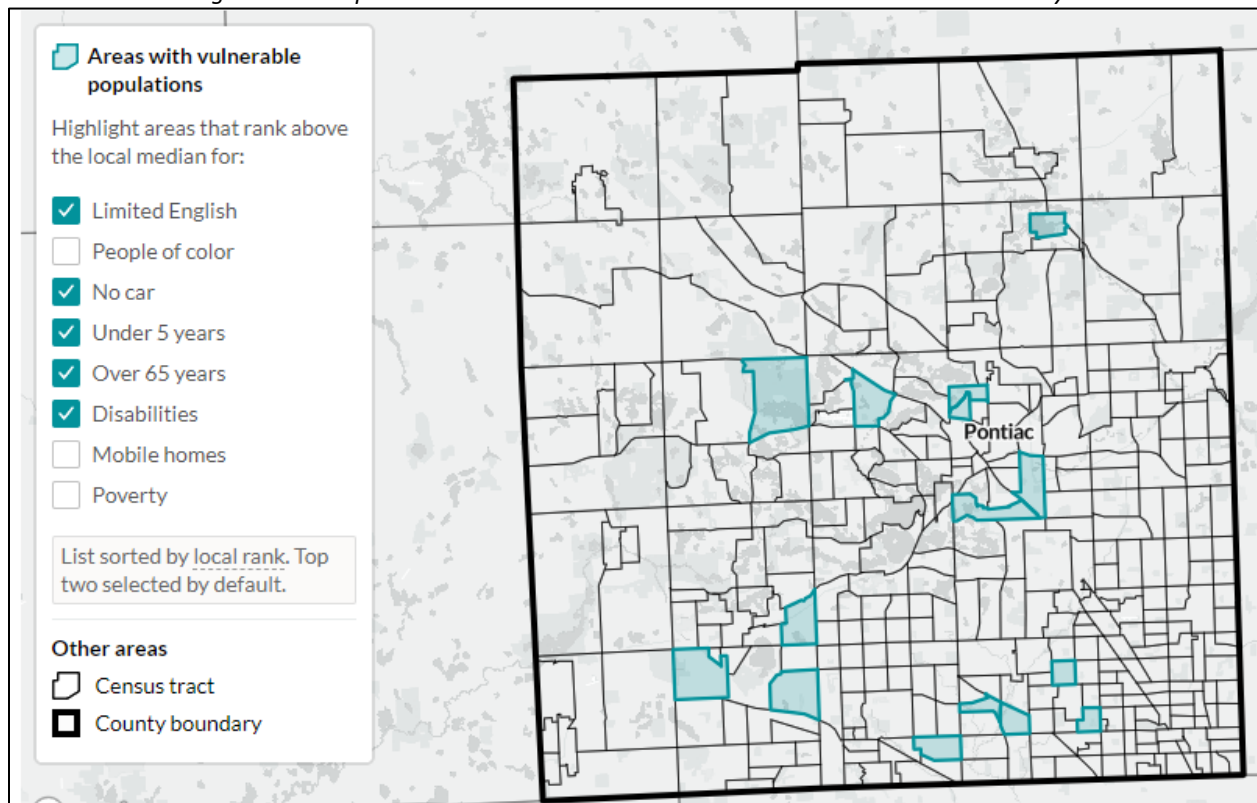 Areas with vulnerable
populations
Highlight areas that rank above
the local median for:
Limited English
People of color
No car
Under 5 years
Over 65 years
Disabilities
Mobile homes
Poverty
List sorted by local rank. Top
two selected by default.
Other areas
Census tract
County boundary
Pontiac